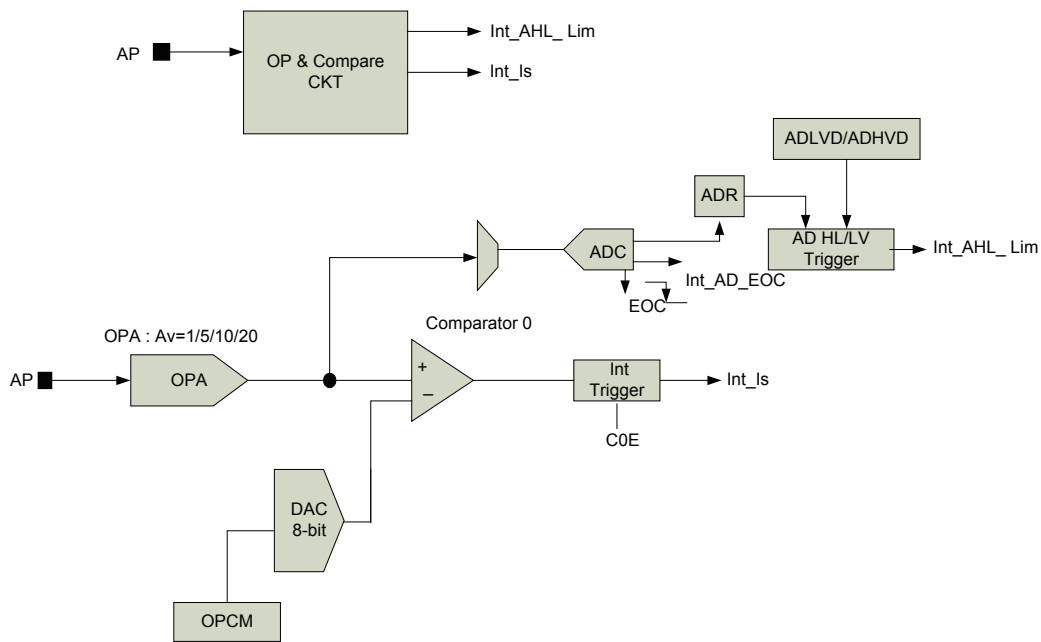 AP
OP & Compare
CKT
Int_AHL_ Lim
Int_Is
ADLVD/ADHVD
ADR
ADC
AD HL/LV
Trigger
Int_AHL_ Lim
Int_AD_EOC
EOC
Comparator 0
OPA : Av=1/5/10/20
AP
OPA
+
–
Int
Trigger
Int_Is
C0E
DAC
8-bit
OPCM